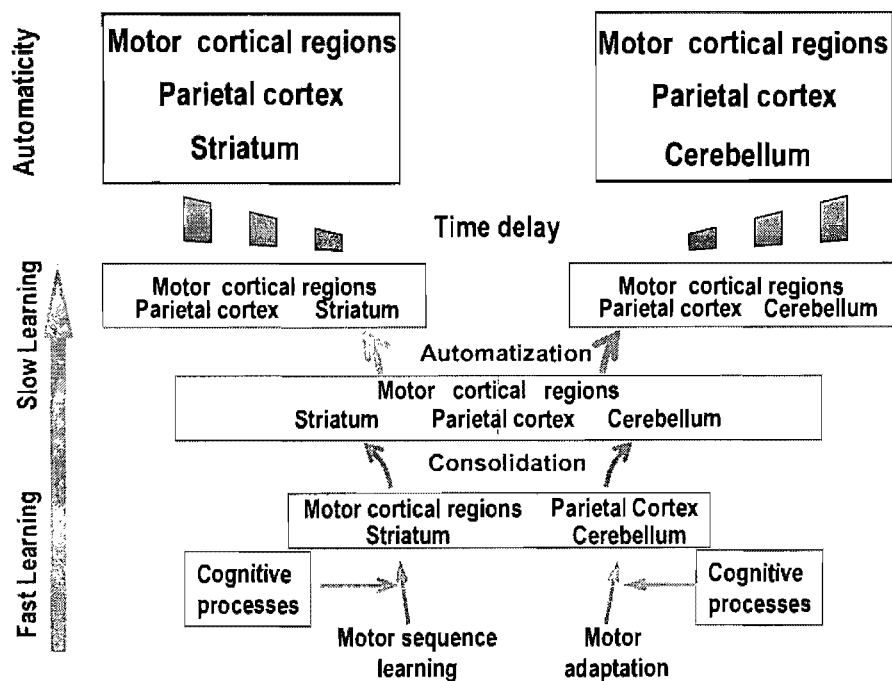 Automaticity
Motor cortical regions
Parietal cortex
Striatum
Motor cortical regions
Parietal cortex
Cerebellum
Time delay
Slow Learning
Motor cortical regions
Parietal cortex Striatum
Motor cortical regions
Parietal cortex Cerebellum
Automatization
Motor cortical regions
Striatum Parietal cortex Cerebellum
Consolidation
Fast Learning
Motor cortical regions Parietal Cortex
Striatum Cerebellum
Cognitive
processes
Cognitive
processes
Motor sequence
learning
Motor
adaptation